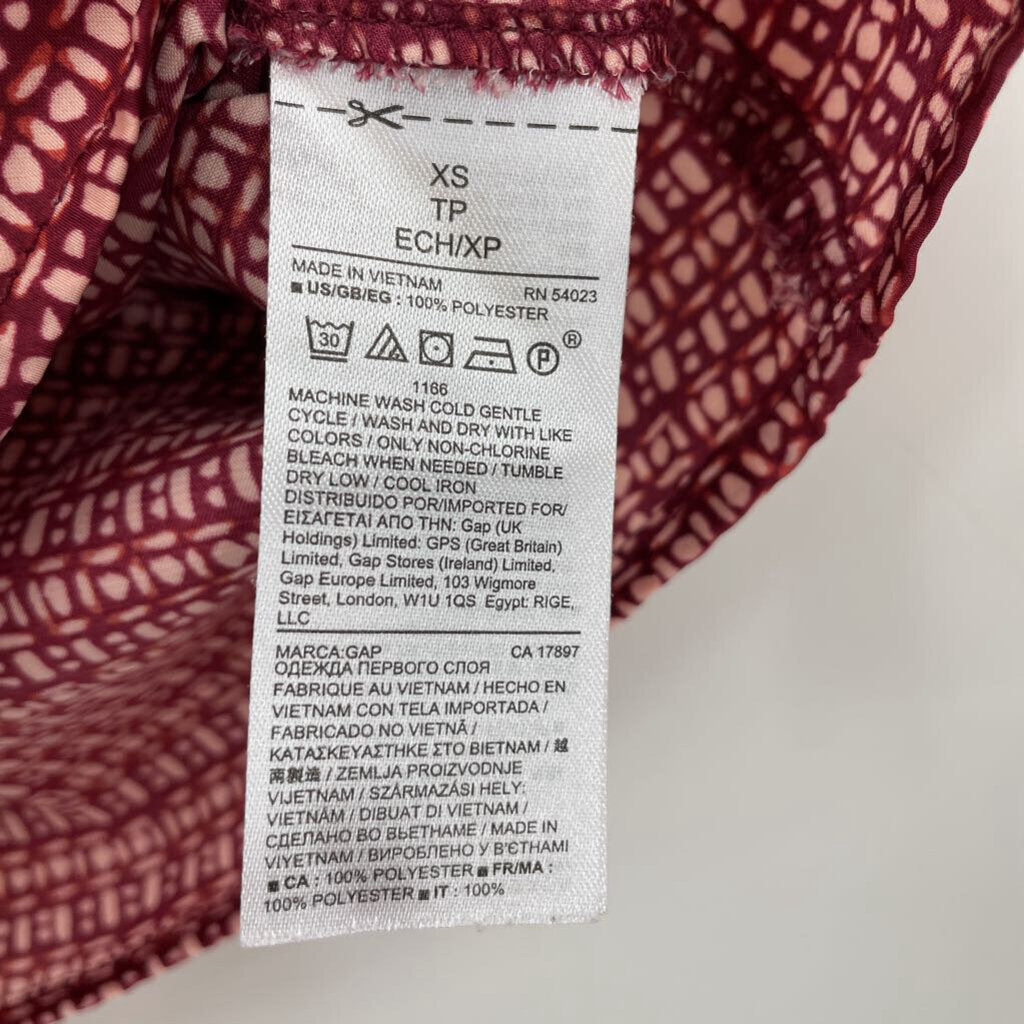 XS
TP
ECH/XP
MADE IN VIETNAM RN 54023
■ US/GB/EG : 100% POLYESTER
30 P ®
1166
MACHINE WASH COLD GENTLE
CYCLE / WASH AND DRY WITH LIKE
COLORS / ONLY NON-CHLORINE
BLEACH WHEN NEEDED / TUMBLE
DRY LOW / COOL IRON
DISTRIBUIDO POR/IMPORTED FOR/
ΕΙΣΑΓΕΤΑΙ ΑΠΟ ΤΗΝ: Gap (UK
Holdings) Limited: GPS (Great Britain)
Limited, Gap Stores (Ireland) Limited,
Gap Europe Limited, 103 Wigmore
Street, London, W1U 1QS Egypt: RIGE,
LLC
MARCA:GAP CA 17897
ОДЕЖДА ПЕРВОГО СЛОЯ
FABRIQUE AU VIETNAM / HECHO EN
VIETNAM CON TELA IMPORTADA /
FABRICADO NO VIETNÃ /
ΚΑΤΑΣΚΕΥΑΣΤΗΚΕ ΣΤΟ ΒΙΕΤΝΑΜ / 越
南製造 / ZEMLJA PROIZVODNJE
VIJETNAM / SZÁRMAZÁSI HELY:
VIETNÁM / DIBUAT DI VIETNAM /
СДЕЛАНО ВО ВЬЕТНАМЕ / MADE IN
VIYETNAM / ВИРОБЛЕНО У В'ЄТНАМІ
■ CA : 100% POLYESTER ■ FR/MA :
100% POLYESTER ■ IT : 100%